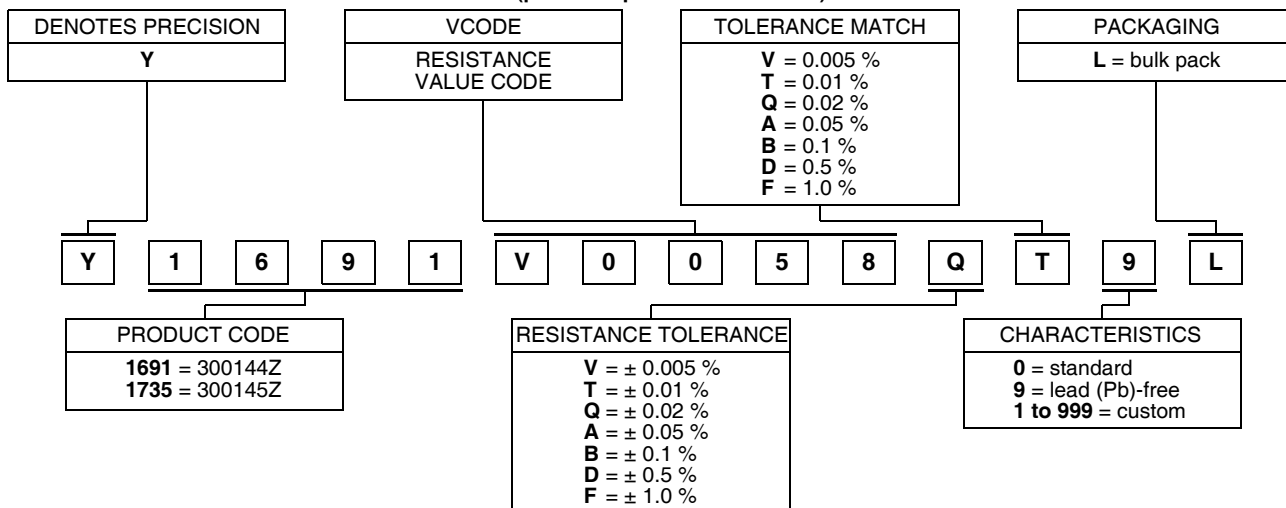 DENOTES PRECISION
Y
VCODE
RESISTANCE
VALUE CODE
TOLERANCE MATCH
V = 0.005 %
T = 0.01 %
Q = 0.02 %
A = 0.05 %
B = 0.1 %
D = 0.5 %
F = 1.0 %
PACKAGING
L = bulk pack
Y 1 6 9 1 V 0 0 5 8 Q T 9 L
PRODUCT CODE
1691 = 300144Z
1735 = 300145Z
RESISTANCE TOLERANCE
V = ± 0.005 %
T = ± 0.01 %
Q = ± 0.02 %
A = ± 0.05 %
B = ± 0.1 %
D = ± 0.5 %
F = ± 1.0 %
CHARACTERISTICS
0 = standard
9 = lead (Pb)-free
1 to 999 = custom